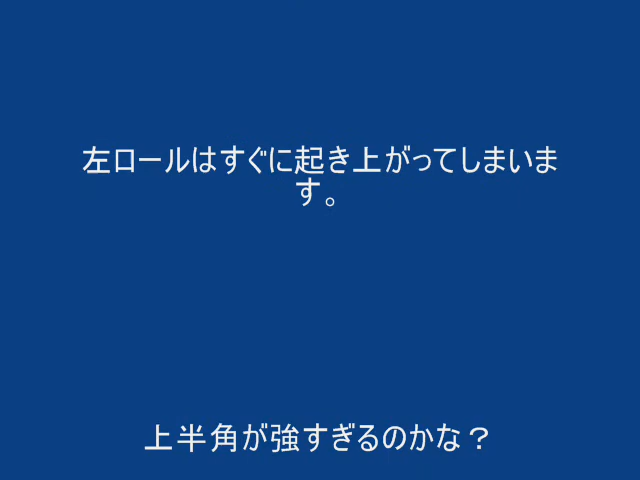 左ロールはすぐに起き上がってしまいま
す。
上半角が強すぎるのかな？